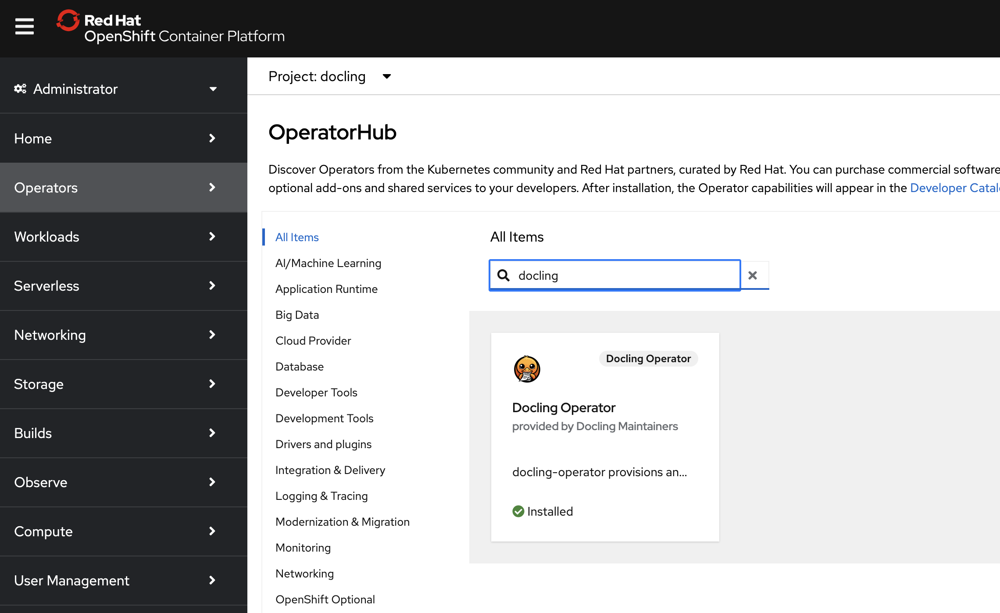 Red Hat
OpenShift Container Platform
Administrator
Home
Operators
Workloads
Serverless
Networking
Storage
Builds
Observe
Compute
User Management
Project: docling
OperatorHub
Discover Operators from the Kubernetes community and Red Hat partners, curated by Red Hat. You can purchase commercial software
optional add-ons and shared services to your developers. After installation, the Operator capabilities will appear in the Developer
All Items
AI/Machine Learning
Application Runtime
Big Data
Cloud Provider
Database
Developer Tools
Development Tools
Drivers and plugins
Integration & Delivery
Logging & Tracing
Modernization & Migration
Monitoring
Networking
OpenShift Optional
All Items
docling
Docling Operator
Docling Operator
provided by Docling Maintainers
docling-operator provisions an...
Installed